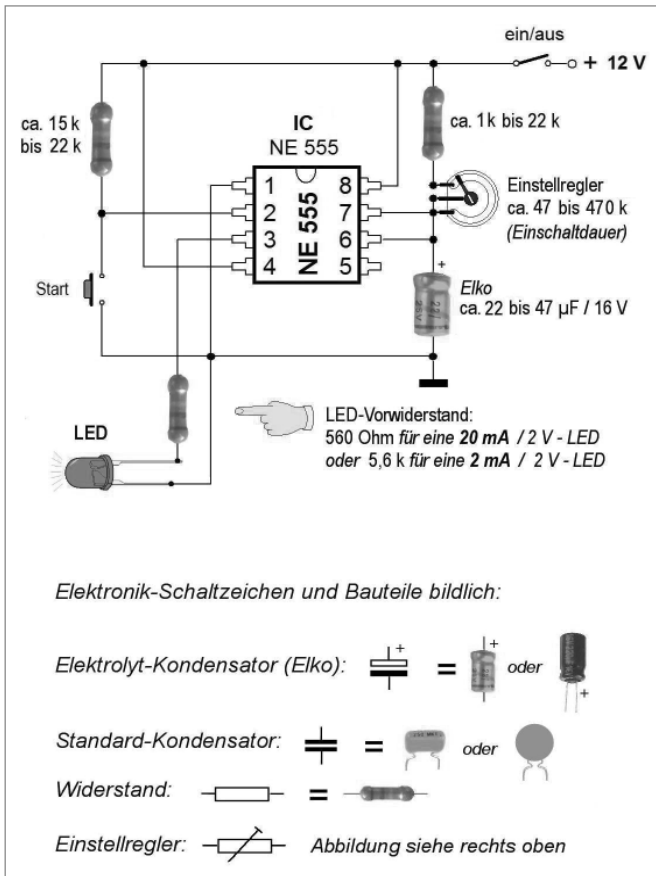 ein/aus
+ 12 V
ca. 15 k
bis 22 k
IC
NE 555
ca. 1k bis 22 k
1
2
3
4
NE 555
8
7
6
5
Einstellregler
ca. 47 bis 470 k
(Einschaltdauer)
Start
+
Elko
ca. 22 bis 47 µF / 16 V
LED
LED-Vorwiderstand:
560 Ohm für eine 20 mA / 2 V - LED
oder 5,6 k für eine 2 mA / 2 V - LED
Elektronik-Schaltzeichen und Bauteile bildlich:
Elektrolyt-Kondensator (Elko): + = + oder +
Standard-Kondensator: = oder
Widerstand: =
Einstellregler: Abbildung siehe rechts oben